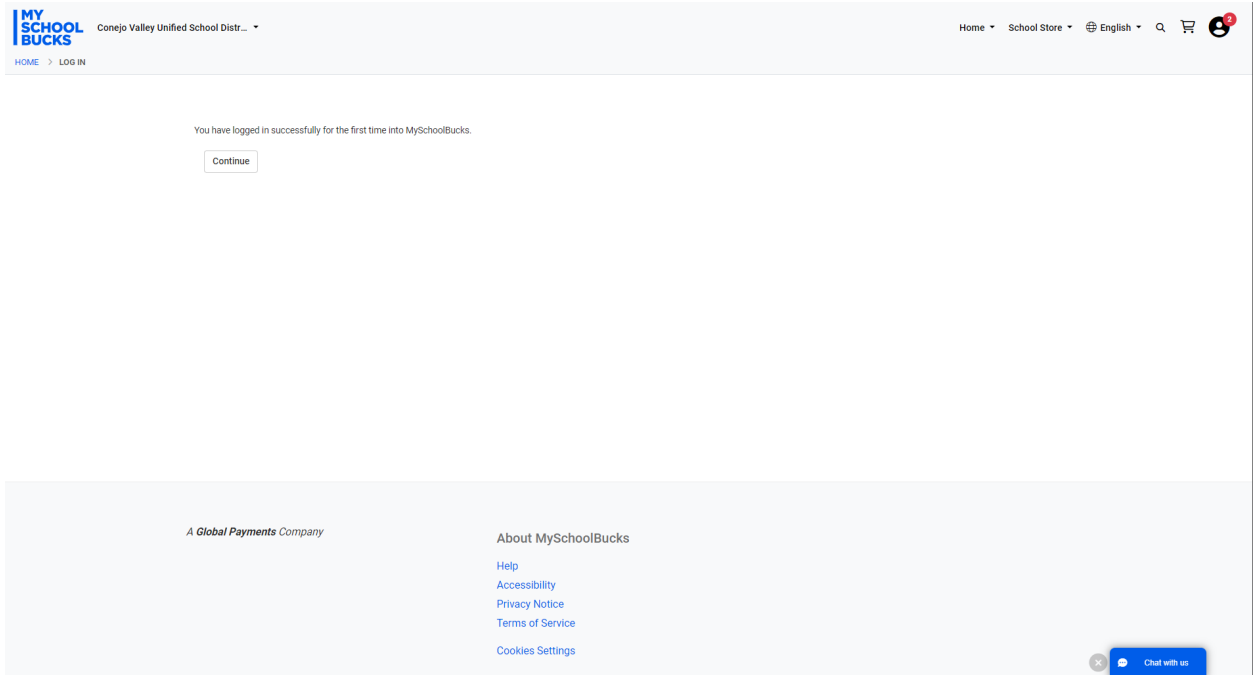 MY
SCHOOL
BUCKS
Conejo Valley Unified School Distr...
Home
School Store
English
2
HOME > LOG IN
You have logged in successfully for the first time into MySchoolBucks.
Continue
A Global Payments Company
About MySchoolBucks
Help
Accessibility
Privacy Notice
Terms of Service
Cookies Settings
Chat with us